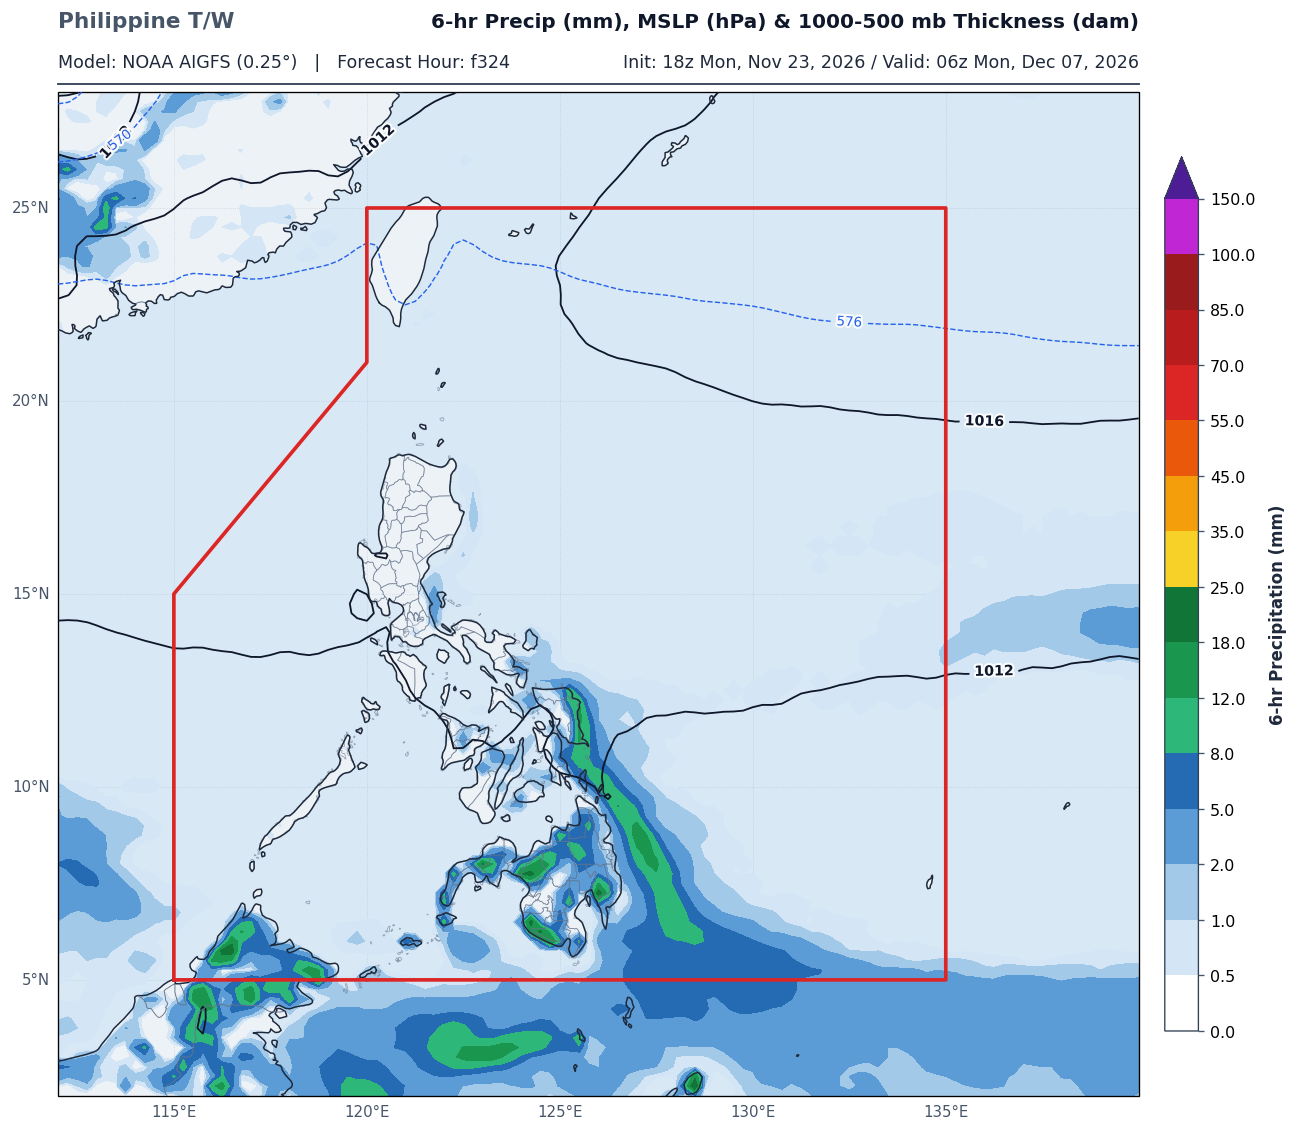 Philippine T/W
6-hr Precip (mm), MSLP (hPa) & 1000-500 mb Thickness (dam)
Model: NOAA AIGFS (0.25°) | Forecast Hour: f324
Init: 18z Mon, Nov 23, 2026 / Valid: 06z Mon, Dec 07, 2026
570
1012
576
1016
1012
25°N
20°N
15°N
10°N
5°N
115°E
120°E
125°E
130°E
135°E
150.0
100.0
85.0
70.0
55.0
45.0
35.0
25.0
18.0
12.0
8.0
5.0
2.0
1.0
0.5
0.0
6-hr Precipitation (mm)